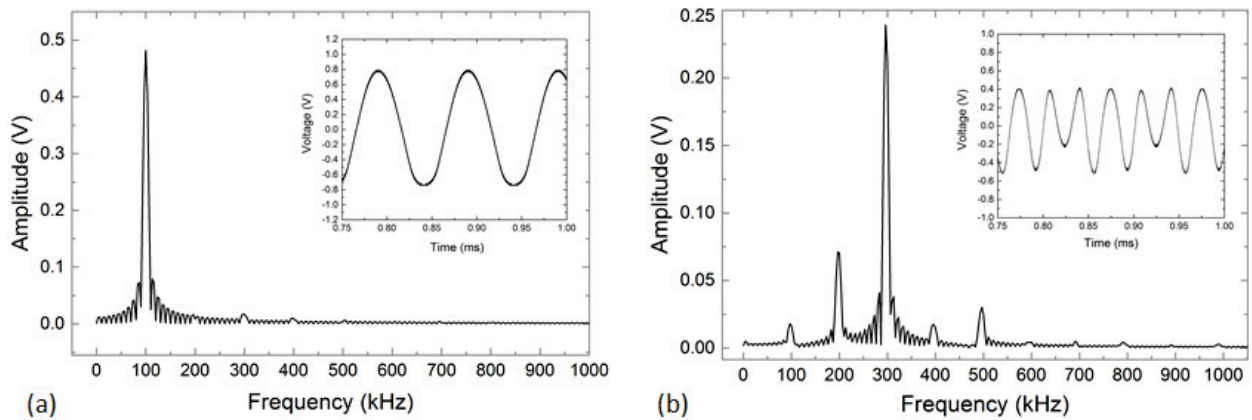 Amplitude (V)
0.5
0.4
0.3
0.2
0.1
0.0
0 100 200 300 400 500 600 700 800 900 1000
Frequency (kHz)
Voltage (V)
1.2
1.0
0.8
0.6
0.4
0.2
0.0
-0.2
-0.4
-0.6
-0.8
-1.0
-1.2
0.75 0.80 0.85 0.90 0.95 1.00
Time (ms)
(a)
Amplitude (V)
0.25
0.20
0.15
0.10
0.05
0.00
0 100 200 300 400 500 600 700 800 900 1000
Frequency (kHz)
Voltage (V)
1.0
0.8
0.6
0.4
0.2
0.0
-0.2
-0.4
-0.6
-0.8
-1.0
0.75 0.80 0.85 0.90 0.95 1.00
Time (ms)
(b)